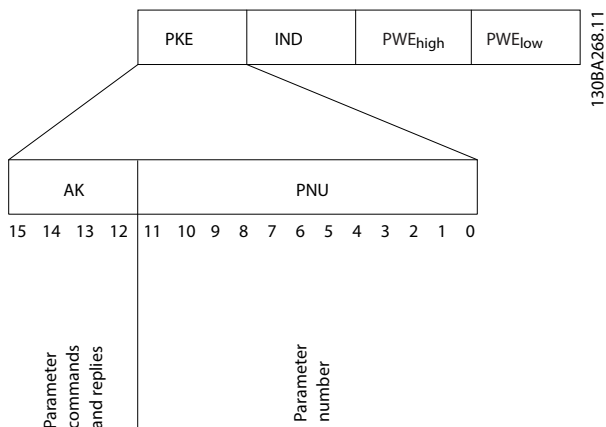 PKE IND PWEhigh PWElow
130BA268.11
AK PNU
15 14 13 12 11 10 9 8 7 6 5 4 3 2 1 0
Parameter
commands
and replies
Parameter
number